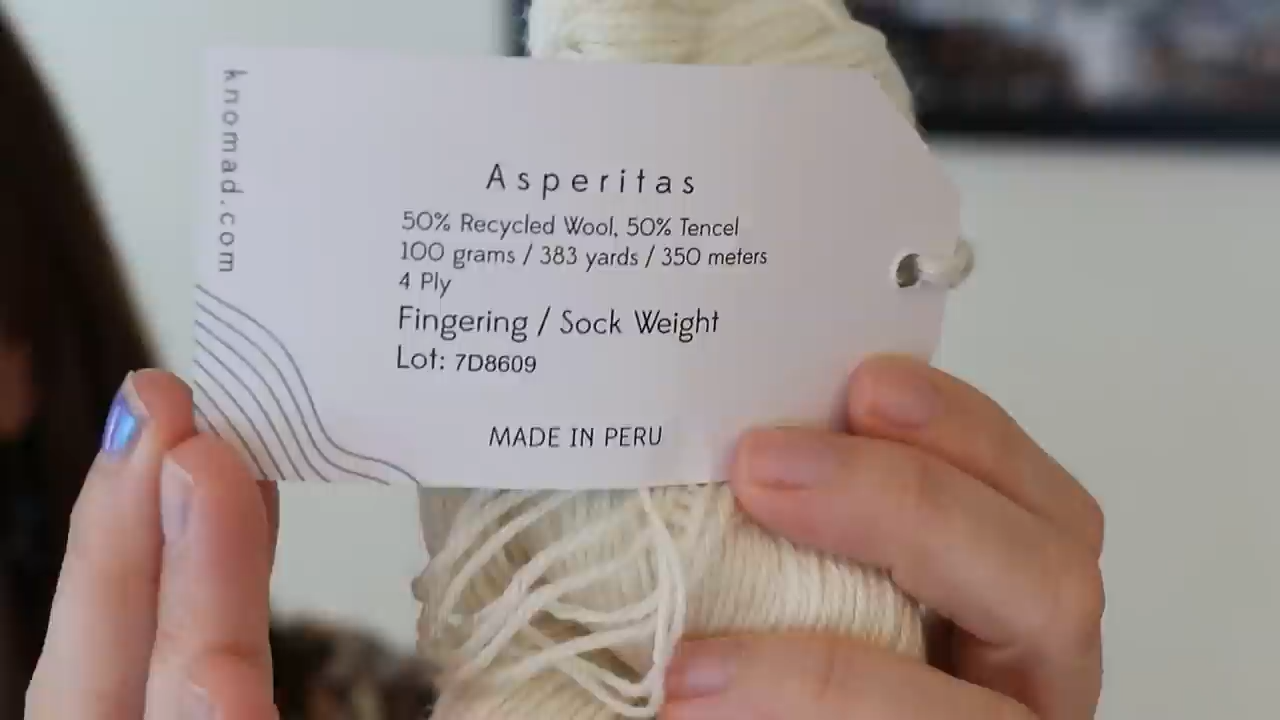 knomad.com
Asperitas
50% Recycled Wool, 50% Tencel
100 grams / 383 yards / 350 meters
4 Ply
Fingering / Sock Weight
Lot: 7D8609
MADE IN PERU